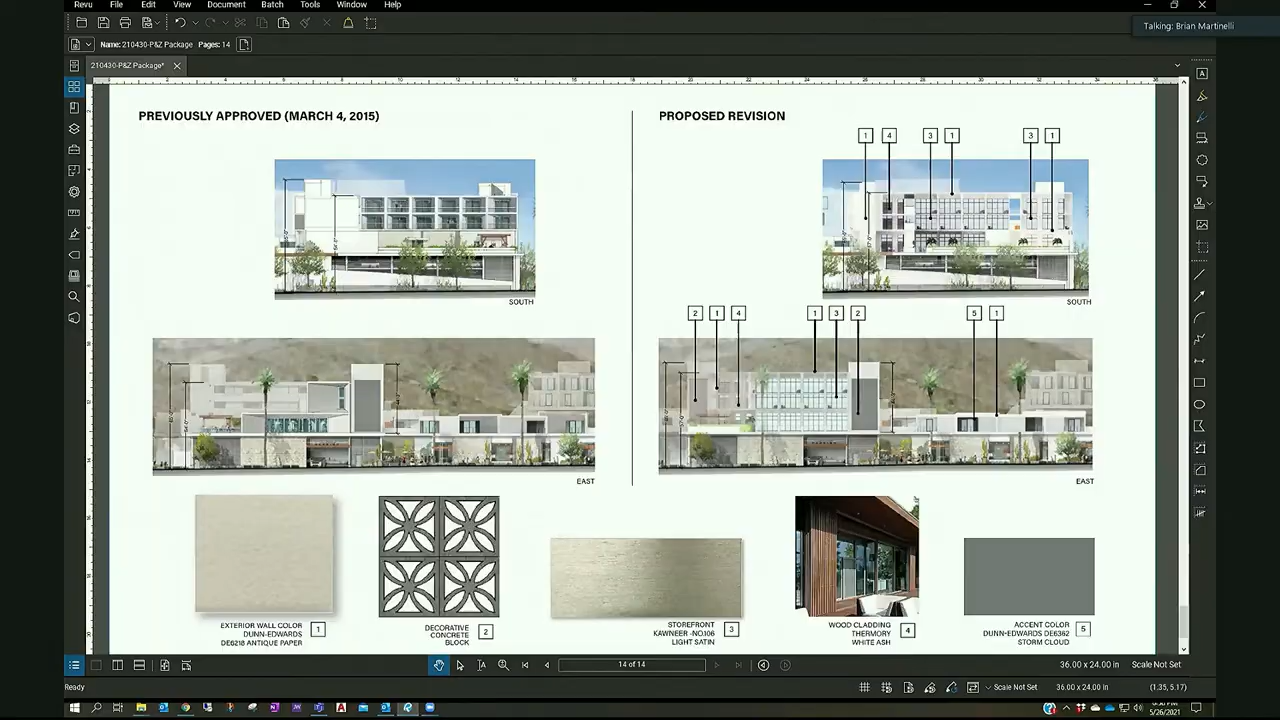 Revu File Edit View Document Batch Tools Window Help
Talking: Brian Martinelli
Name: 210430-P&Z Package Pages: 14
210430-P&Z Package*
PREVIOUSLY APPROVED (MARCH 4, 2015)
PROPOSED REVISION
1 4 3 1 3 1
SOUTH
SOUTH
2 1 4 1 3 2 5 1
EAST
EAST
EXTERIOR WALL COLOR
DUNN-EDWARDS
DE6218 ANTIQUE PAPER
1
DECORATIVE
CONCRETE
BLOCK
2
STOREFRONT
KAWNEER -NO.106
LIGHT SATIN
3
WOOD CLADDING
THERMORY
WHITE ASH
4
ACCENT COLOR
DUNN-EDWARDS DE6362
STORM CLOUD
5
14 of 14
36.00 x 24.00 in
Scale Not Set
Ready
Scale Not Set
36.00 x 24.00 in
(1.35, 5.17)
5/26/2021